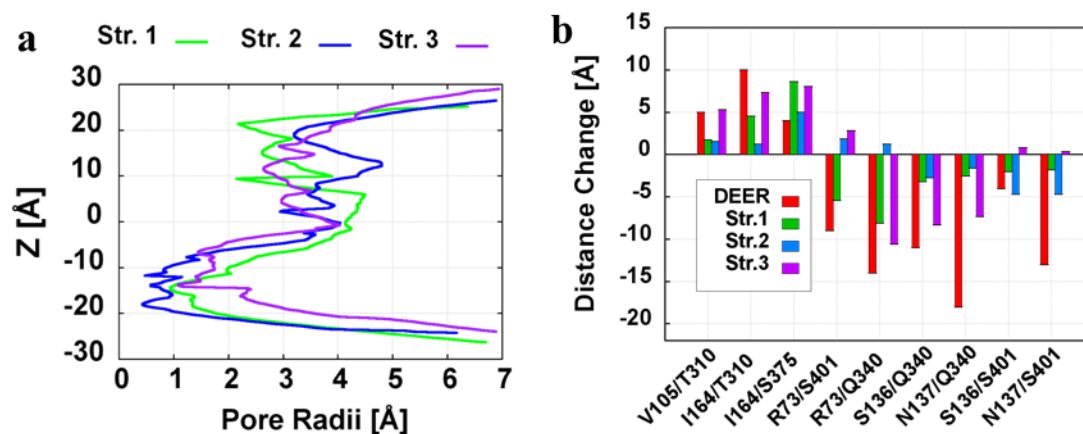 a
Str. 1 Str. 2 Str. 3
30
20
10
0
-10
-20
-30
Z [Å]
0 1 2 3 4 5 6 7
Pore Radii [Å]
b
10
5
0
-5
-10
-15
-20
Distance Change [Å]
DEER
Str.1
Str.2
Str.3
V105/T310
I164/T310
I164/S375
R73/S401
R73/Q340
S136/Q340
N137/Q340
S136/S401
N137/S401